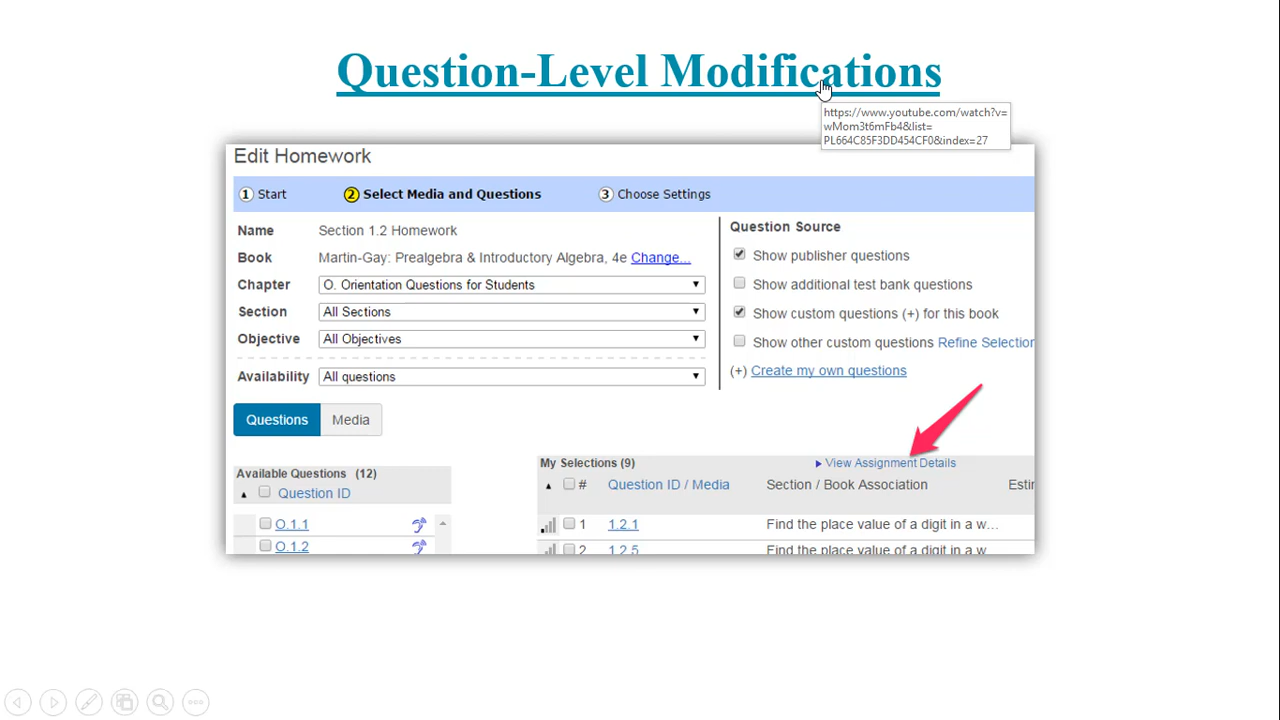 Question-Level Modifications
https://www.youtube.com/watch?v=
wMom3t6mFb4&list=
PL664C85F3DD454CF0&index=27
Edit Homework
1 Start 2 Select Media and Questions 3 Choose Settings
Name Section 1.2 Homework
Book Martin-Gay: Prealgebra & Introductory Algebra, 4e Change...
Chapter O. Orientation Questions for Students
Section All Sections
Objective All Objectives
Availability All questions
Question Source
Show publisher questions
Show additional test bank questions
Show custom questions (+) for this book
Show other custom questions Refine Selection
(+) Create my own questions
Questions Media
Available Questions (12)
Question ID
O.1.1
O.1.2
My Selections (9) View Assignment Details
# Question ID / Media Section / Book Association Estin
1 1.2.1 Find the place value of a digit in a w...
2 1.2.5 Find the place value of a digit in a w